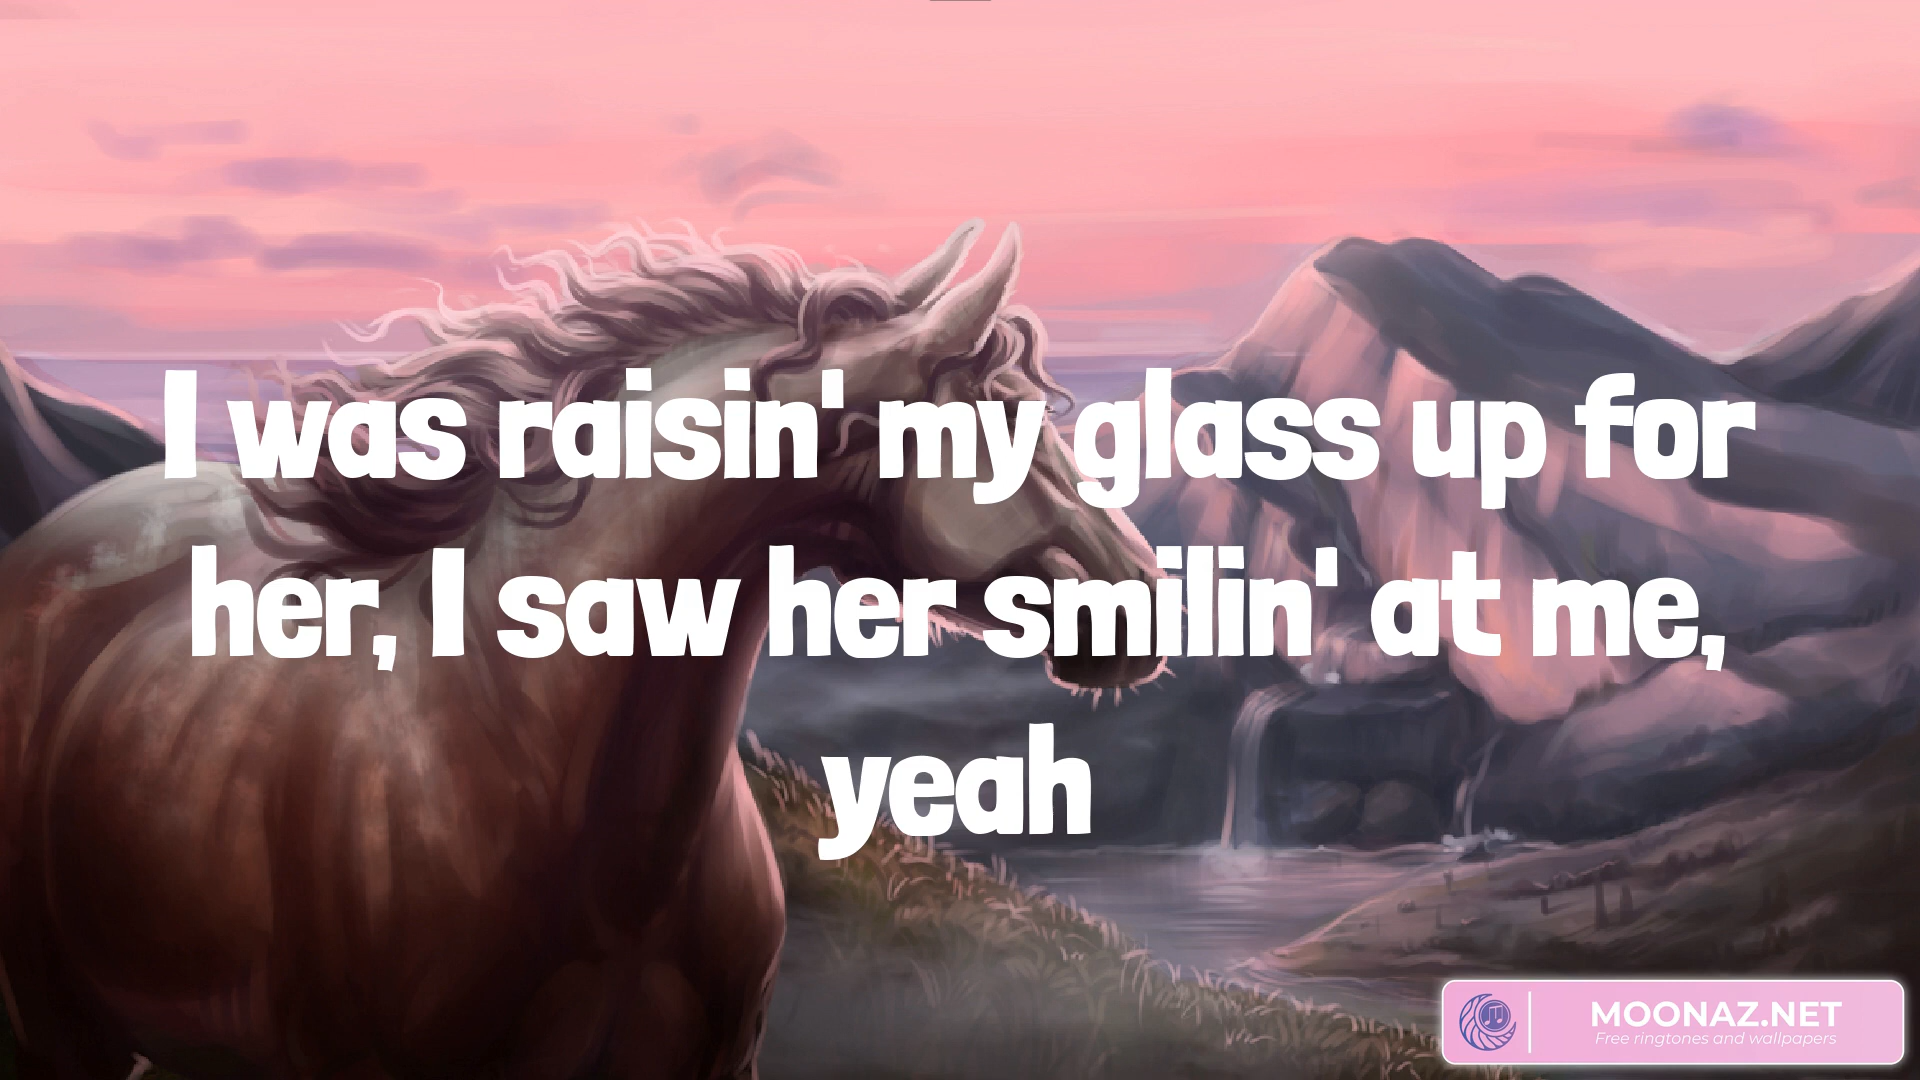 I was raisin' my glass up for
her, I saw her smilin' at me,
yeah
MOONAZ.NET
Free ringtones and wallpapers